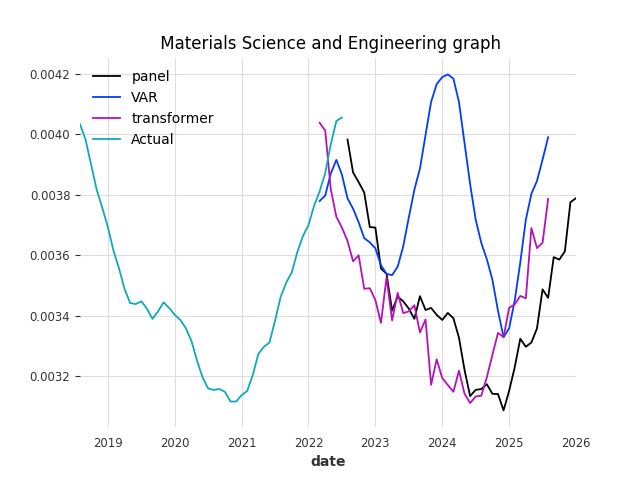 Materials Science and Engineering graph
panel
VAR
transformer
Actual
0.0042
0.0040
0.0038
0.0036
0.0034
0.0032
2019 2020 2021 2022 2023 2024 2025 2026
date